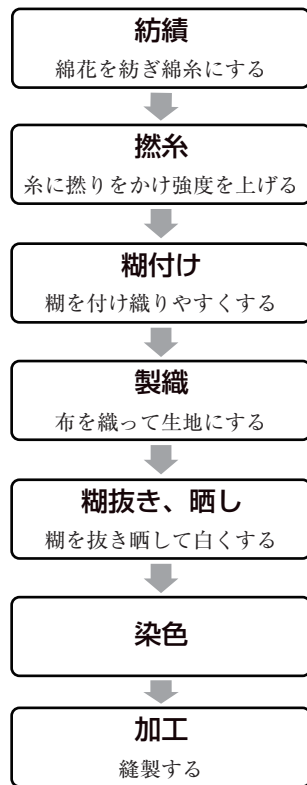 紡績
綿花を紡ぎ綿糸にする
撚糸
糸に撚りをかけ強度を上げる
糊付け
糊を付け織りやすくする
製織
布を織って生地にする
糊抜き、晒し
糊を抜き晒して白くする
染色
加工
縫製する